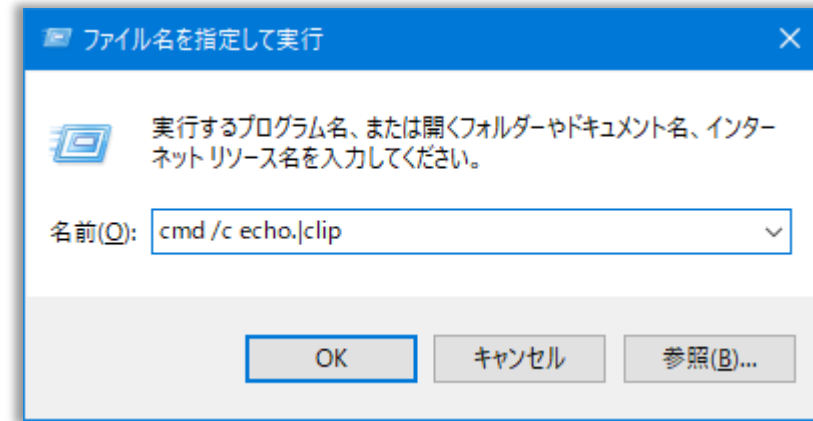 ファイル名を指定して実行
実行するプログラム名、または開くフォルダーやドキュメント名、インター
ネット リソース名を入力してください。
名前(O): cmd /c echo.|clip
OK キャンセル 参照(B)...